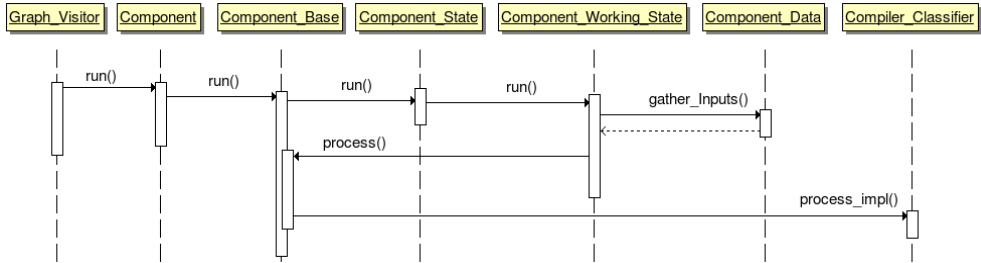 Graph_Visitor Component Component_Base Component_State Component_Working_State Component_Data Compiler_Classifier
run()
run()
run()
run()
gather_Inputs()
process()
process_impl()